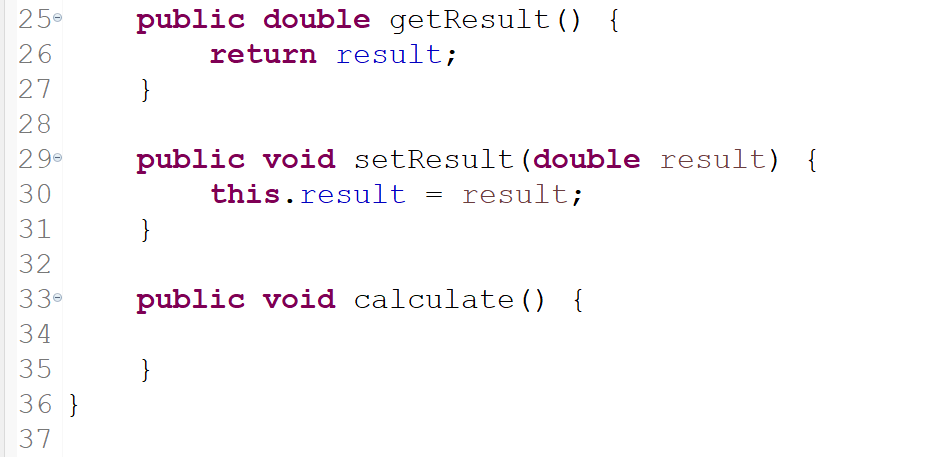 25    public double getResult() {
26        return result;
27    }
28
29    public void setResult(double result) {
30        this.result = result;
31    }
32
33    public void calculate() {
34
35    }
36 }
37